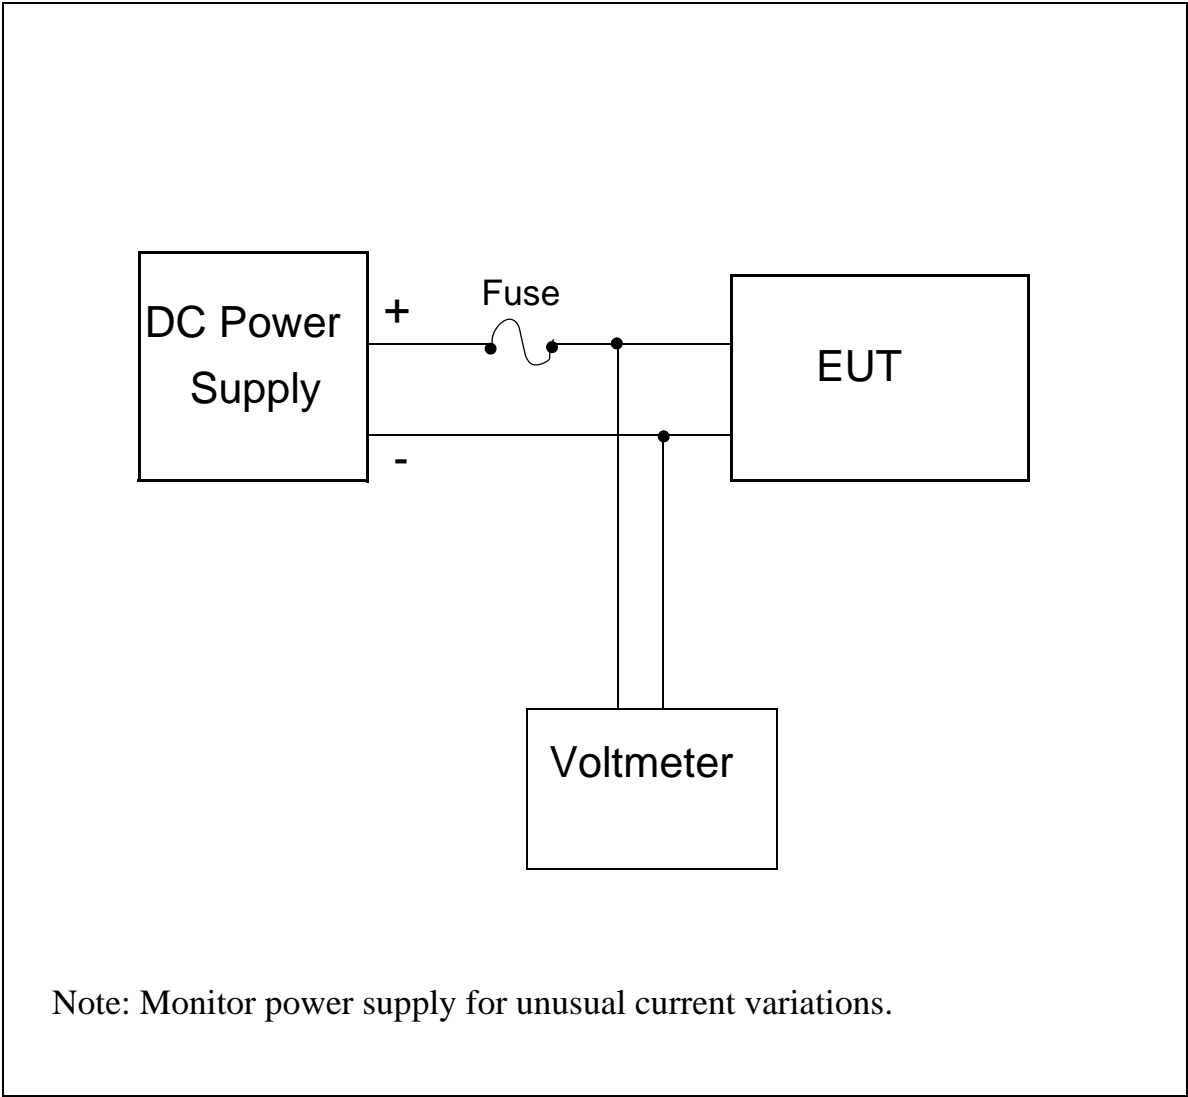 Fuse
+
DC Power
Supply
EUT
-
Voltmeter
Note: Monitor power supply for unusual current variations.